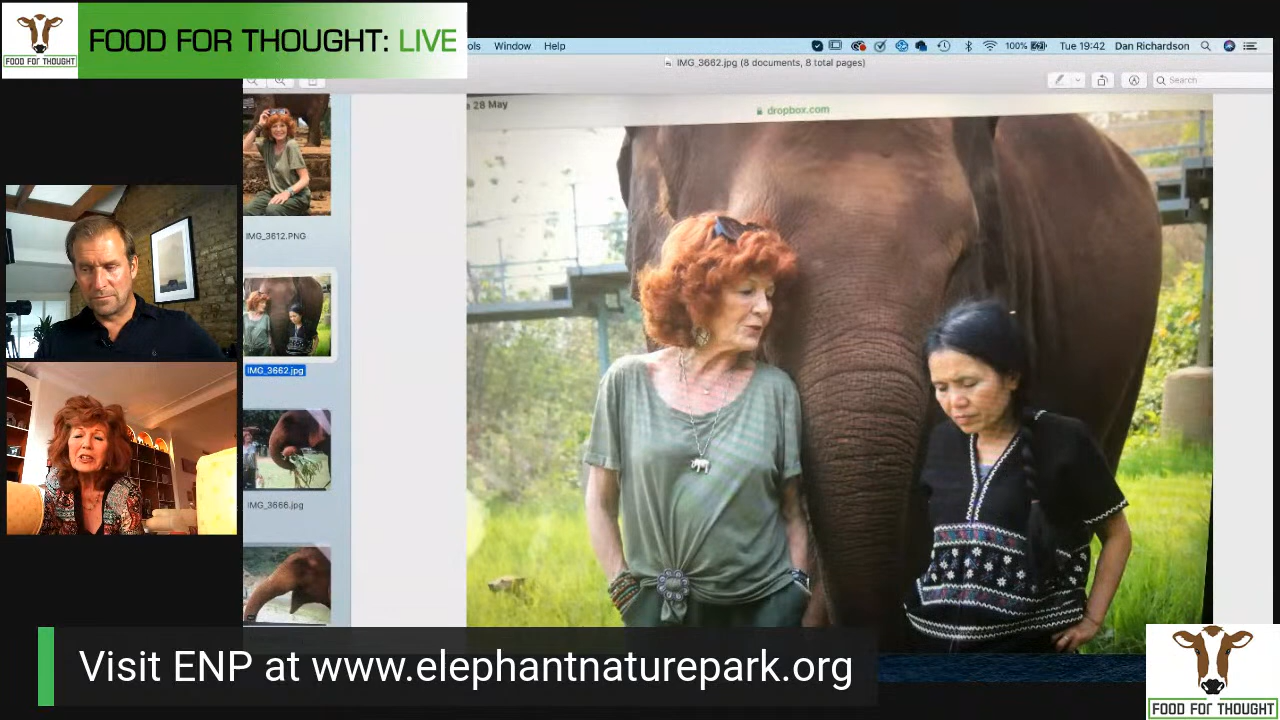 FOOD FOR THOUGHT
FOOD FOR THOUGHT: LIVE
ols Window Help
100% Tue 19:42 Dan Richardson
IMG_3662.jpg (8 documents, 8 total pages)
Search
28 May
dropbox.com
IMG_3612.PNG
IMG_3662.jpg
IMG_3666.jpg
Visit ENP at www.elephantnaturepark.org
FOOD FOR THOUGHT